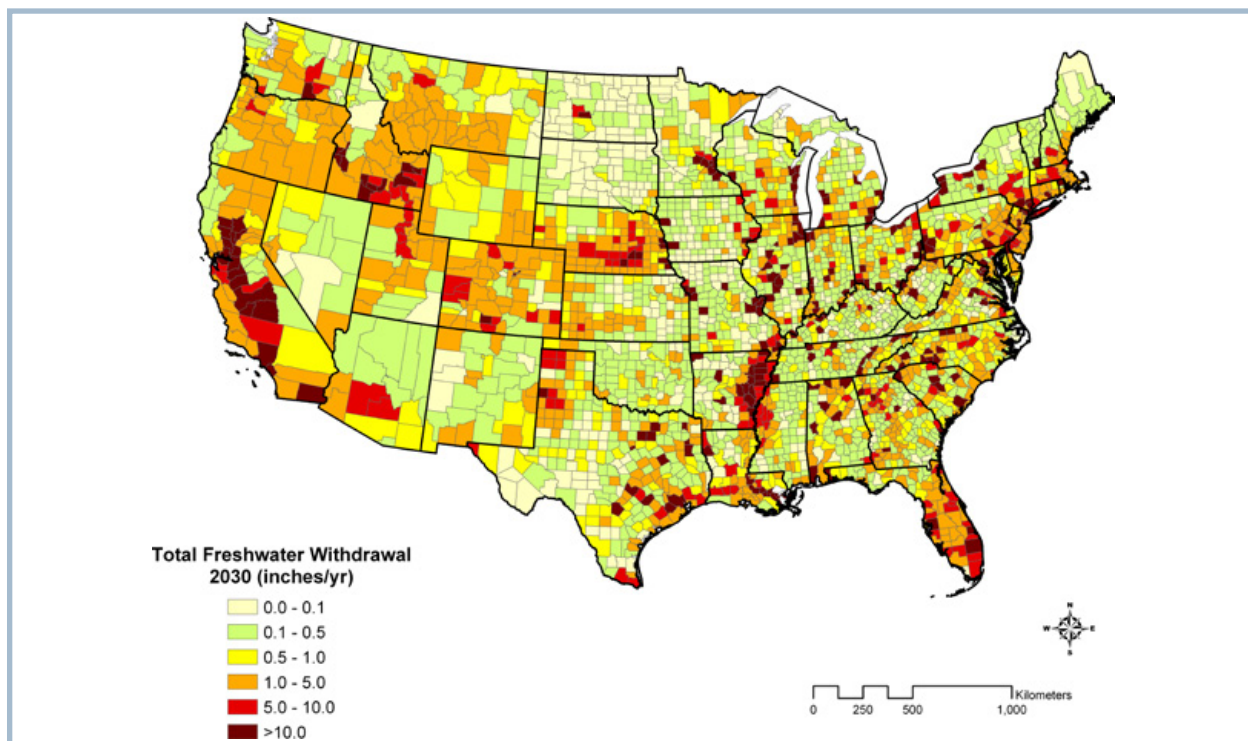 Total Freshwater Withdrawal
2030 (inches/yr)
0.0 - 0.1
0.1 - 0.5
0.5 - 1.0
1.0 - 5.0
5.0 - 10.0
>10.0
N
W E
S
Kilometers
0 250 500 1,000